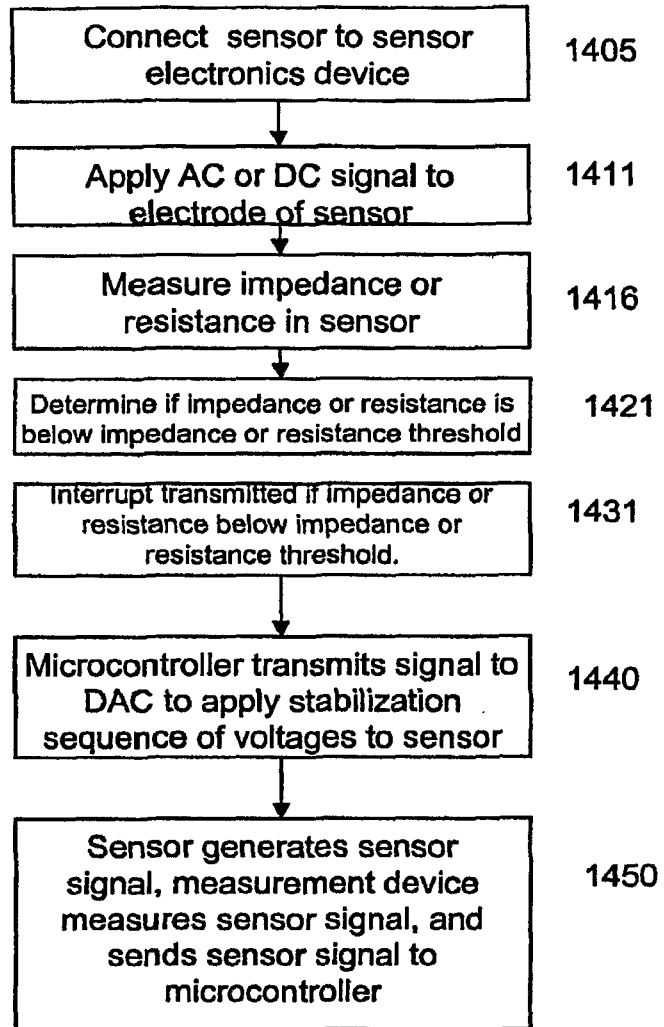 Connect sensor to sensor
electronics device
1405
Apply AC or DC signal to
electrode of sensor
1411
Measure impedance or
resistance in sensor
1416
Determine if impedance or resistance is
below impedance or resistance threshold
1421
Interrupt transmitted if impedance or
resistance below impedance or
resistance threshold.
1431
Microcontroller transmits signal to
DAC to apply stabilization
sequence of voltages to sensor
1440
Sensor generates sensor
signal, measurement device
measures sensor signal, and
sends sensor signal to
microcontroller
1450